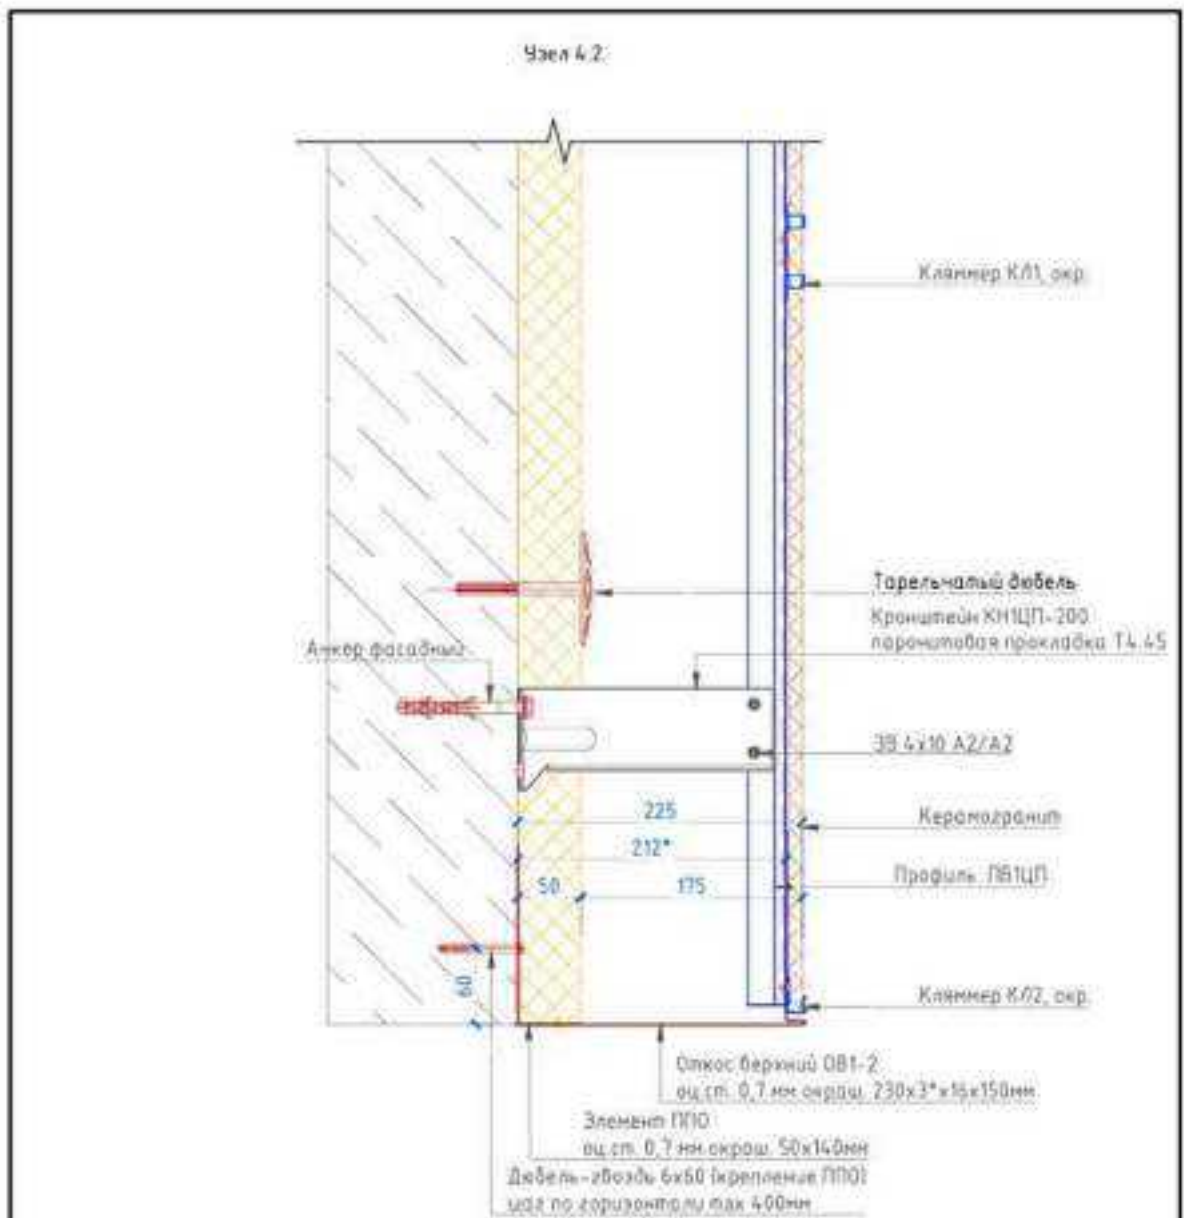 Узел 4.2.
Кляммер КЛ1, окр.
Тарельчатый дюбель
Кронштейн КН1ЦП-200
паронитовая прокладка Т4.45
Анкер фасадный
ЗВ 4х10 А2/А2
225
Керамогранит
212*
Профиль ПВ1ЦП
50
175
60
Кляммер КЛ2, окр.
Откос верхний ОВ1-2
оц.ст. 0,7 мм окраш. 230х3*х16х150мм
Элемент ППО
оц.ст. 0,7 мм окраш. 50х140мм
Дюбель-гвоздь 6х60 (крепление ППО)
шаг по горизонтали max 400мм